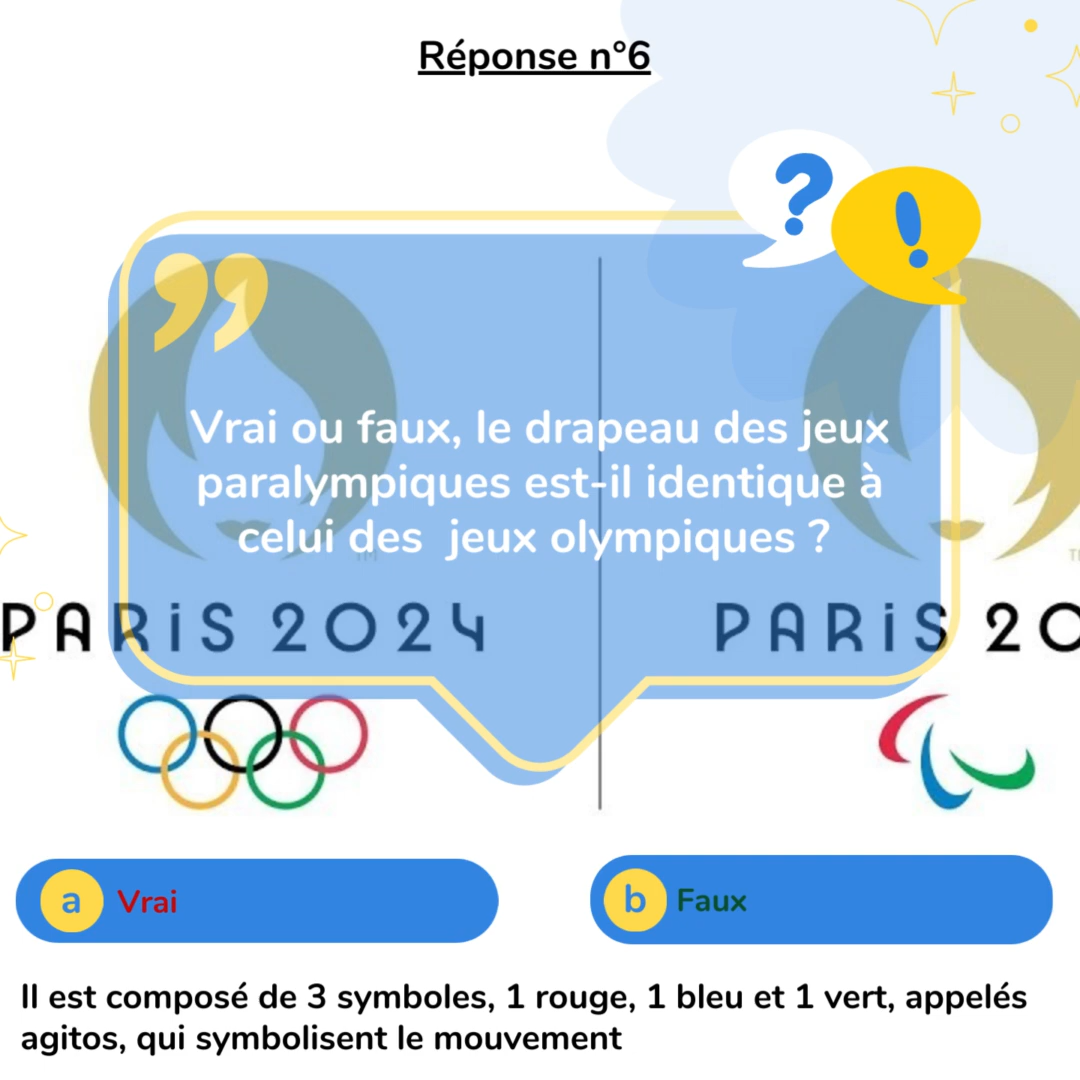 Réponse n°6
? !
”
Vrai ou faux, le drapeau des jeux
paralympiques est-il identique à
celui des jeux olympiques ?
TM
TM
PARiS 2024
PARiS 20
a Vrai
b Faux
Il est composé de 3 symboles, 1 rouge, 1 bleu et 1 vert, appelés
agitos, qui symbolisent le mouvement